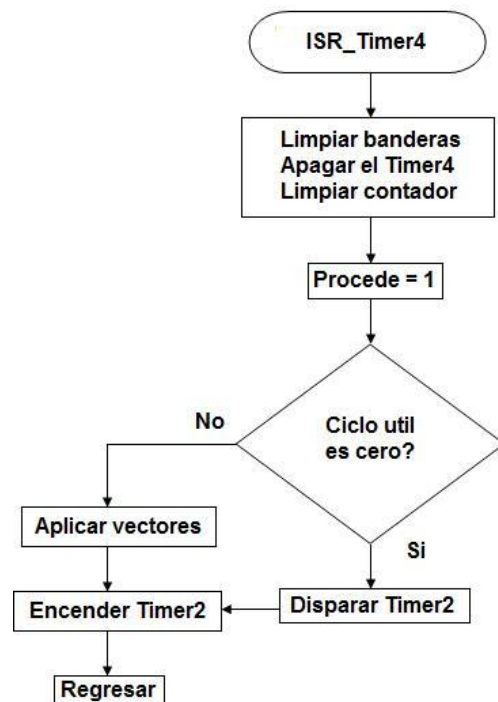 ISR_Timer4
Limpiar banderas
Apagar el Timer4
Limpiar contador
Procede = 1
Ciclo util
es cero?
No
Si
Aplicar vectores
Disparar Timer2
Encender Timer2
Regresar